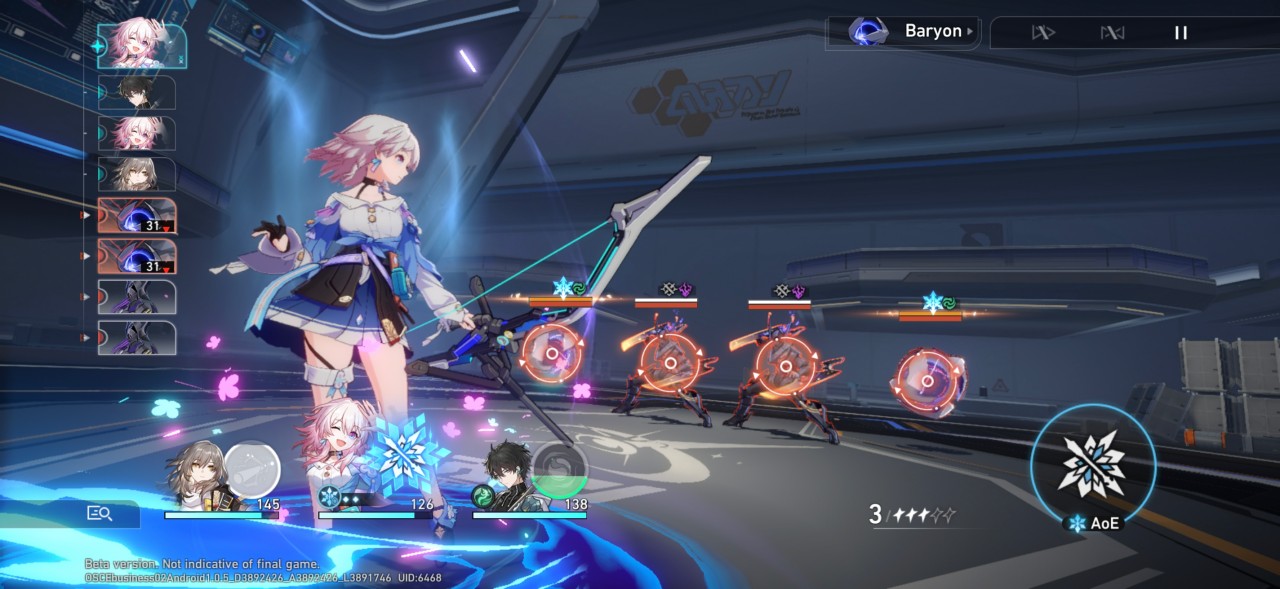 Baryon
31
31
145
126
138
3
AoE
Beta version. Not indicative of final game.
OSCEbusiness02Android1.0.5_D3892426_A3892426_L3891746 UID:6468